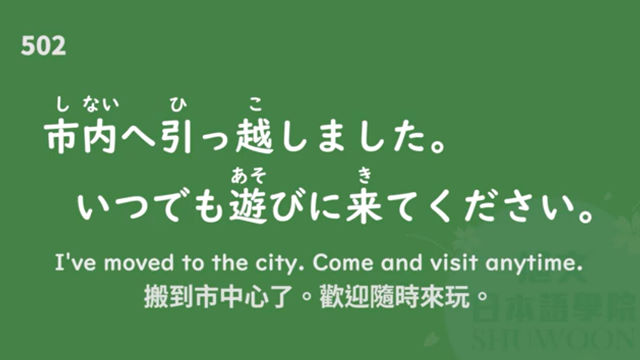 502
し ない ひ こ
市内へ引っ越しました。
あそ き
いつでも遊びに来てください。
I've moved to the city. Come and visit anytime.
搬到市中心了。歡迎隨時來玩。
日本語學院
SHUWOON